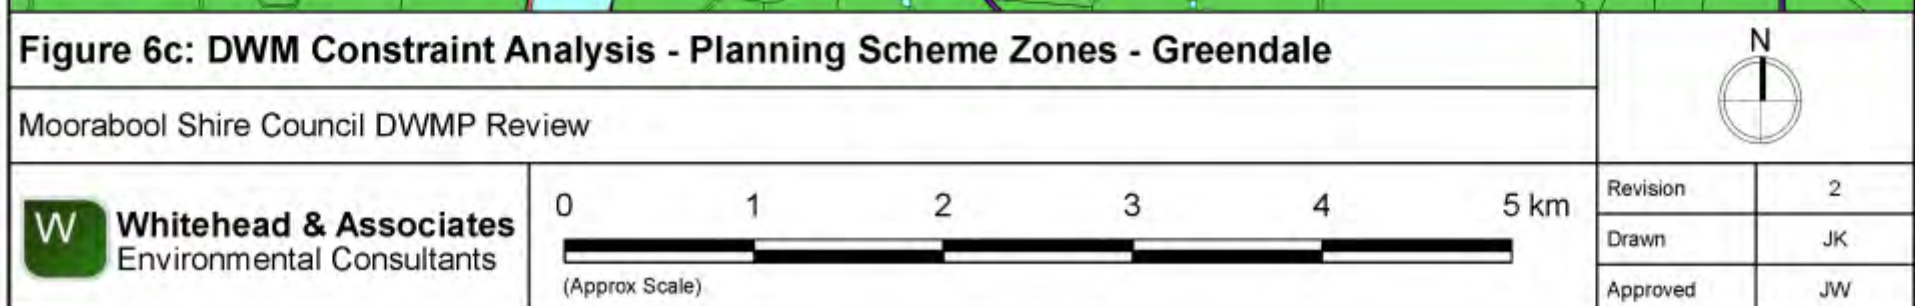 Figure 6c: DWM Constraint Analysis - Planning Scheme Zones - Greendale
N
Moorabool Shire Council DWMP Review
W
Whitehead & Associates
Environmental Consultants
0 1 2 3 4 5 km
(Approx Scale)
Revision 2
Drawn JK
Approved JW